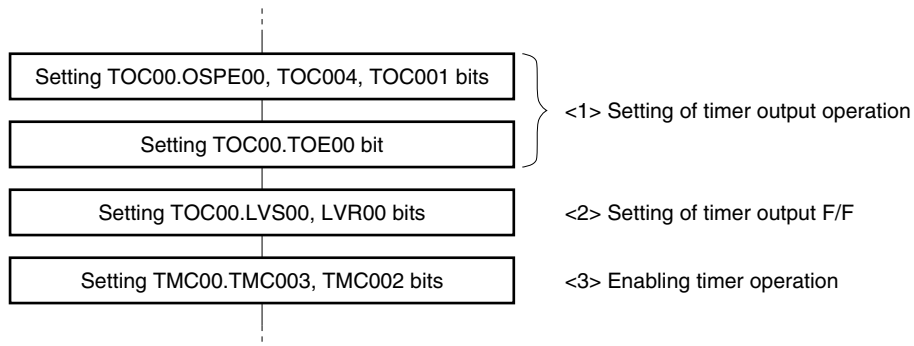 Setting TOC00.OSPE00, TOC004, TOC001 bits
<1> Setting of timer output operation
Setting TOC00.TOE00 bit
Setting TOC00.LVS00, LVR00 bits
<2> Setting of timer output F/F
Setting TMC00.TMC003, TMC002 bits
<3> Enabling timer operation